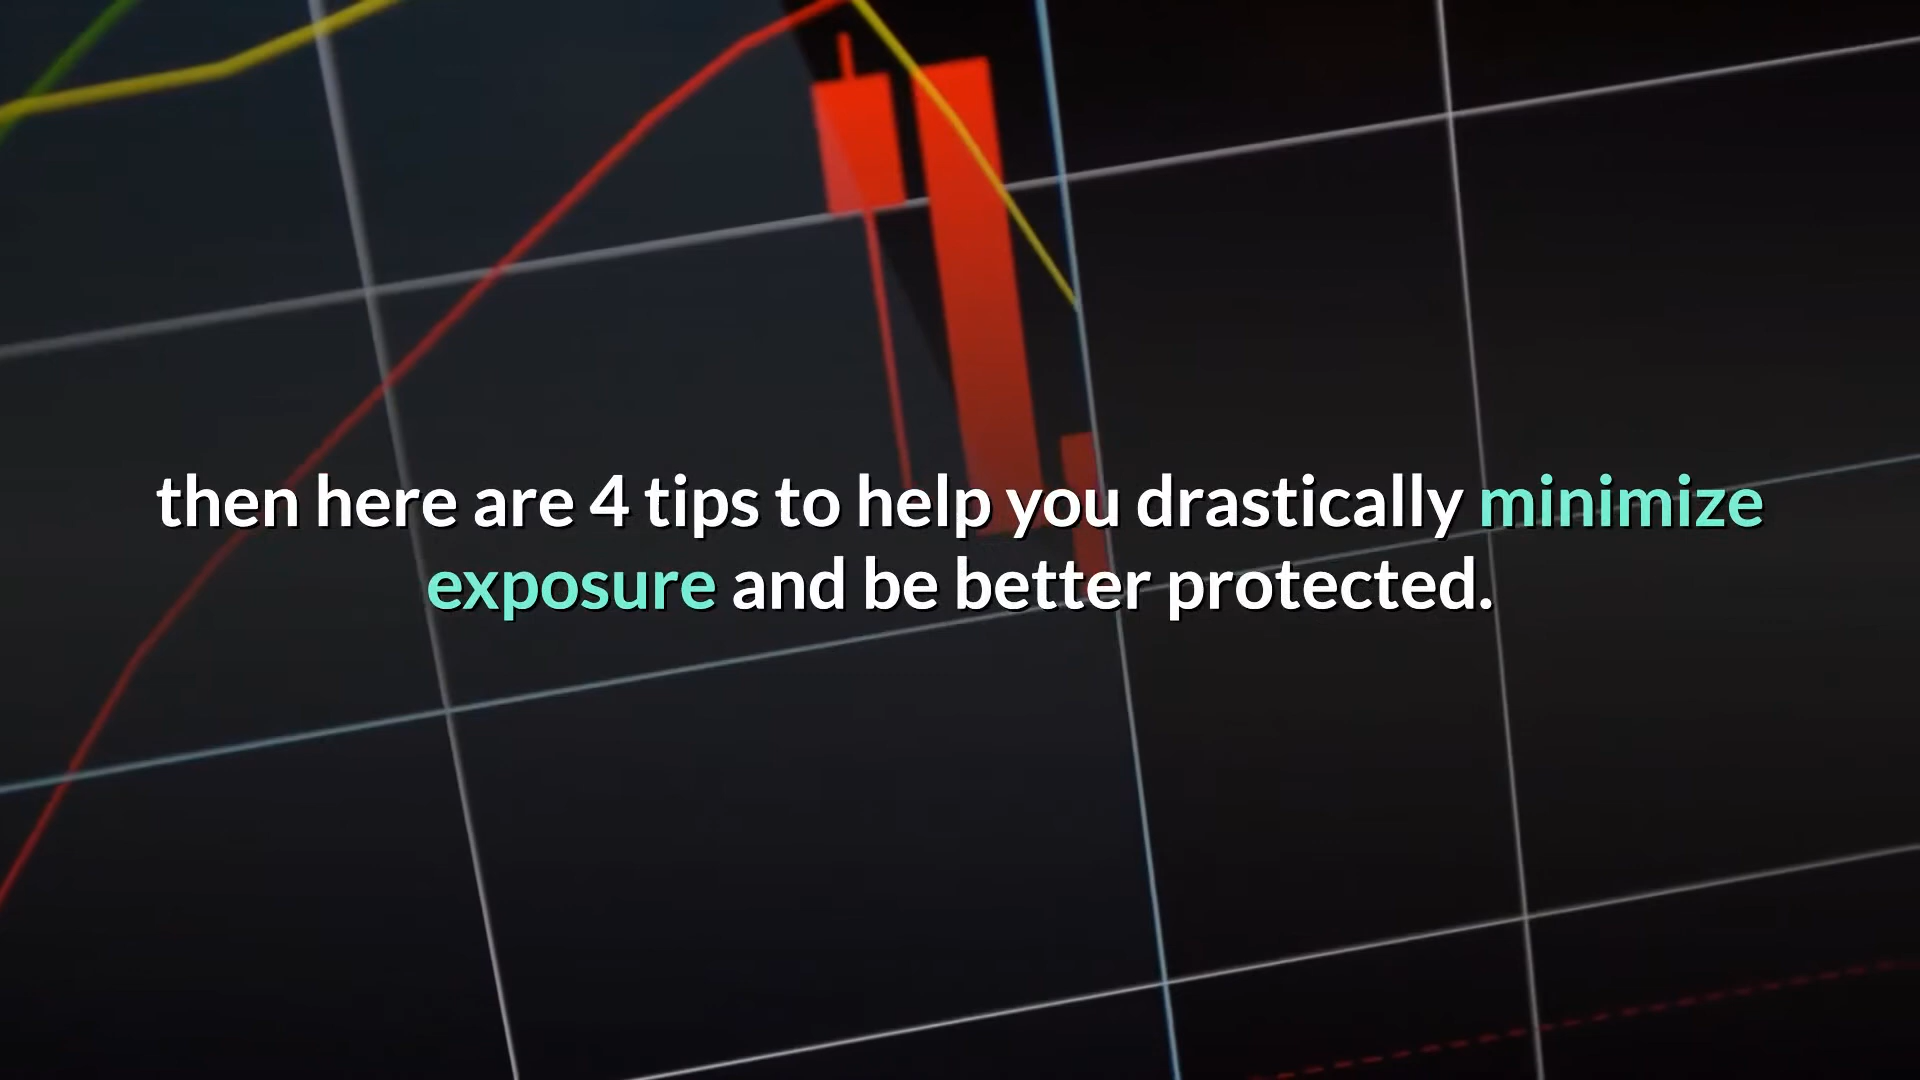 then here are 4 tips to help you drastically minimize
exposure and be better protected.